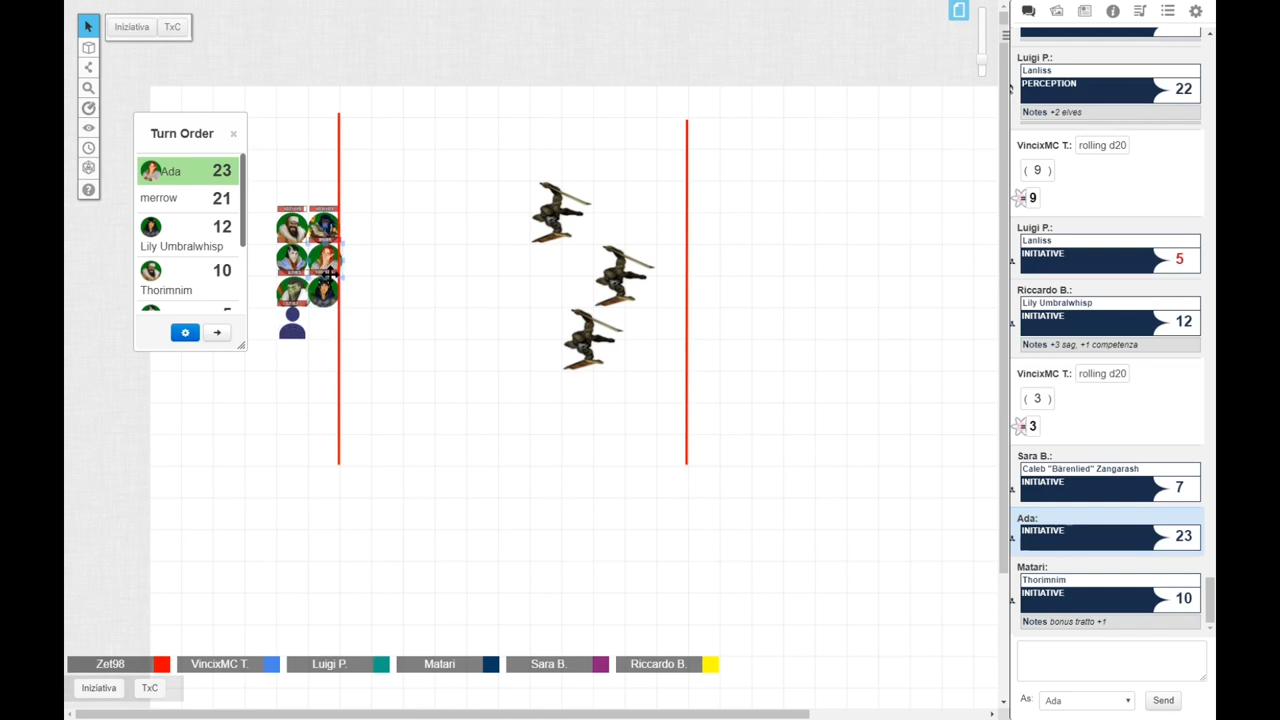 Iniziativa
TxC
Turn Order ×
Ada 23
merrow 21
12
Lily Umbralwhisp
10
Thorimnim
Luigi P.:
Lanliss
PERCEPTION 22
Notes +2 elves
VincixMC T.: rolling d20
( 9 )
= 9
Luigi P.:
Lanliss
INITIATIVE 5
Riccardo B.:
Lily Umbralwhisp
INITIATIVE 12
Notes +3 sag, +1 competenza
VincixMC T.: rolling d20
( 3 )
= 3
Sara B.:
Caleb "Bärenlied" Zangarash
INITIATIVE 7
Ada:
INITIATIVE 23
Matari:
Thorimnim
INITIATIVE 10
Notes bonus tratto +1
As: Ada
Send
Zet98
VincixMC T.
Luigi P.
Matari
Sara B.
Riccardo B.
Iniziativa
TxC